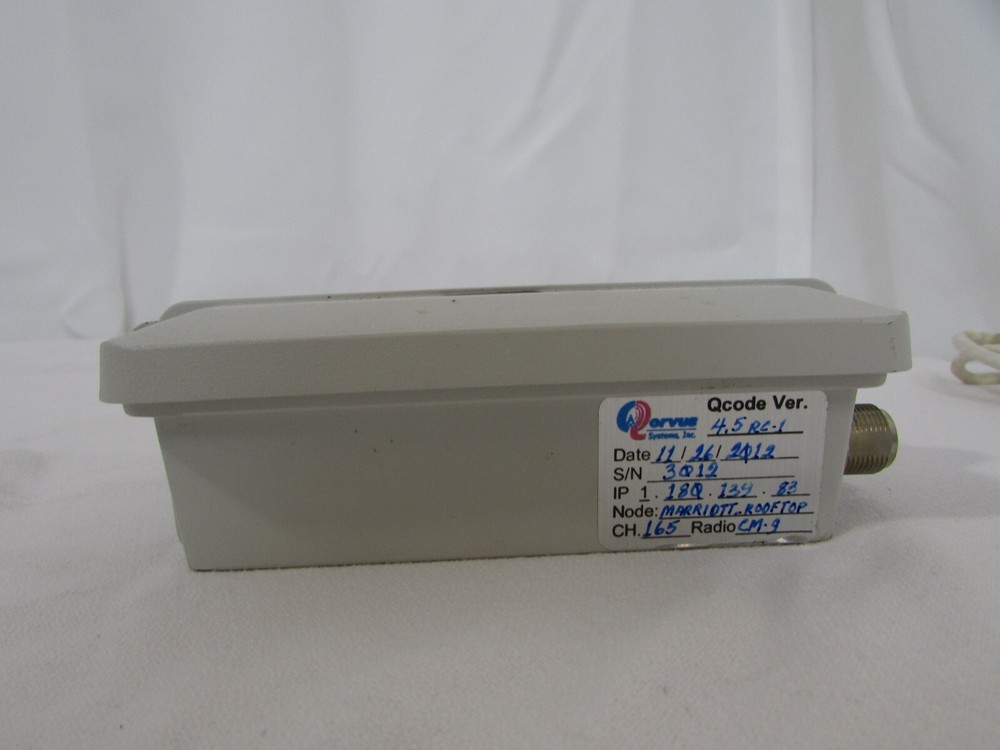 Qorvus Qcode Ver.
Systems, Inc. 4.5 RC-1
Date 11/26/2012
S/N 3012
IP 1.180.139.83
Node: MARRIOTT-ROOFTOP
CH. 165 Radio CM-9